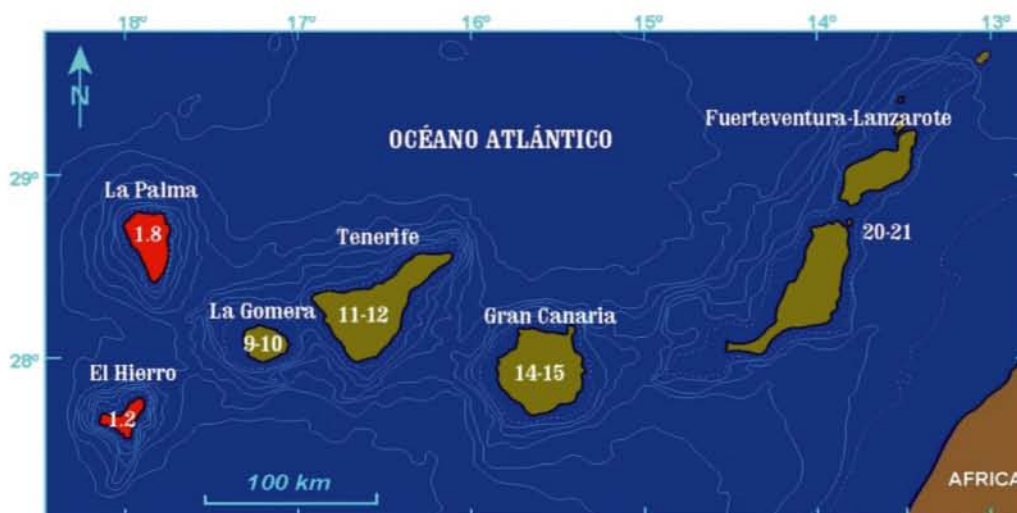 18º 17º 16º 15º 14º 13º
N
Fuerteventura-Lanzarote
OCÉANO ATLÁNTICO
29º
La Palma
1.8
Tenerife
20-21
La Gomera
Gran Canaria
11-12
9-10
28º
El Hierro
14-15
1.2
100 km
AFRICA